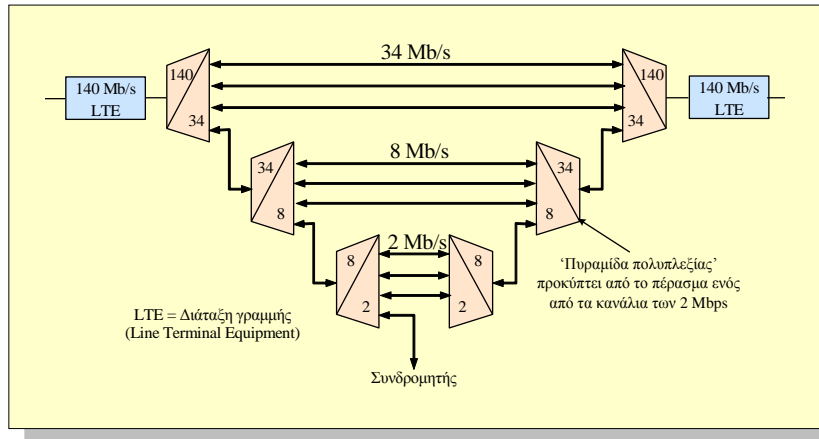 34 Mb/s
140
34
140 Mb/s
LTE
140
34
140 Mb/s
LTE
8 Mb/s
34
8
34
8
2 Mb/s
8
2
8
2
‘Πυραμίδα πολυπλεξίας’
προκύπτει από το πέρασμα ενός
από τα κανάλια των 2 Mbps
LTE = Διάταξη γραμμής
(Line Terminal Equipment)
Συνδρομητής